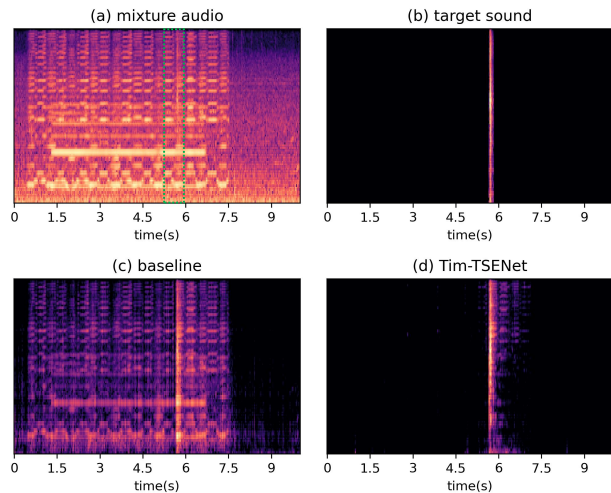 (a) mixture audio
(b) target sound
0 1.5 3 4.5 6 7.5 9
0 1.5 3 4.5 6 7.5 9
time(s)
time(s)
(c) baseline
(d) Tim-TSENet
0 1.5 3 4.5 6 7.5 9
0 1.5 3 4.5 6 7.5 9
time(s)
time(s)